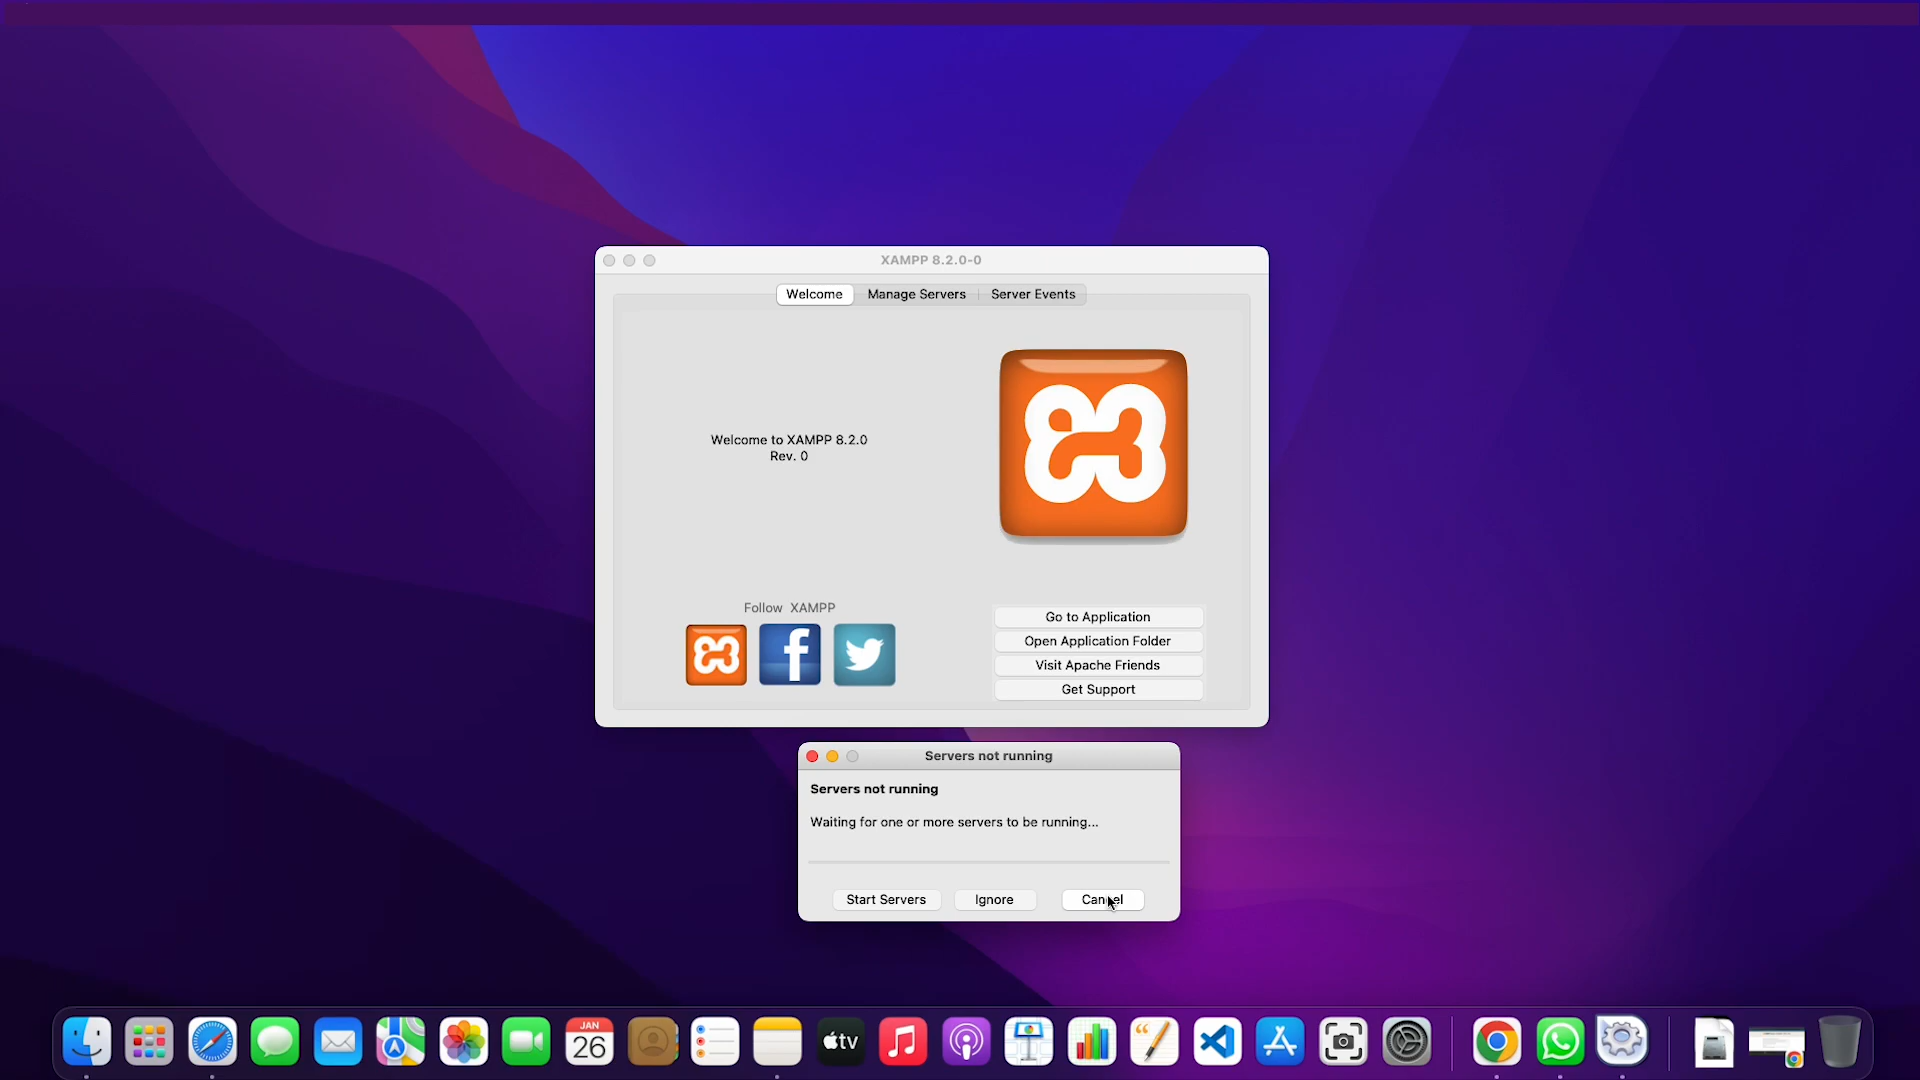 XAMPP 8.2.0-0
Welcome
Manage Servers
Server Events
Welcome to XAMPP 8.2.0
Rev. 0
Follow XAMPP
Go to Application
Open Application Folder
Visit Apache Friends
Get Support
Servers not running
Servers not running
Waiting for one or more servers to be running...
Start Servers
Ignore
Cancel
JAN
26
tv